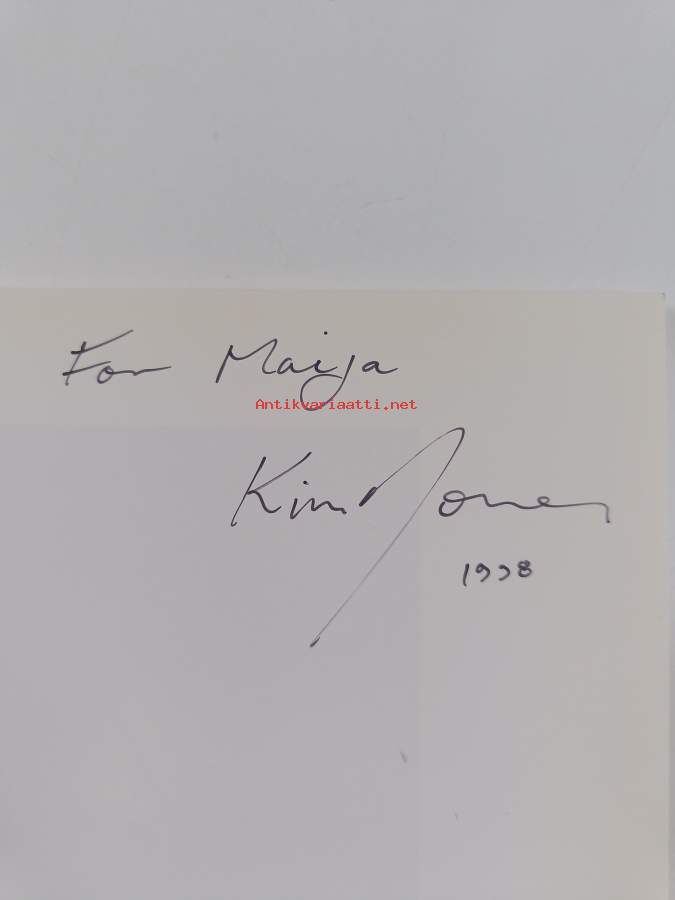 For Maija
Antikvariaatti.net
Kim Jones
1998